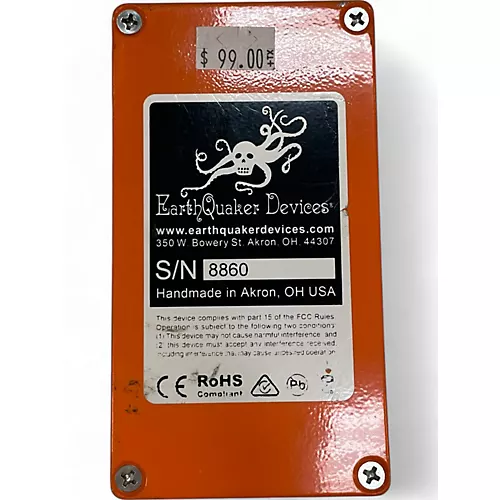 $ 99.00 +TX
EarthQuaker Devices
www.earthquakerdevices.com
350 W Bowery St. Akron, OH. 44307
S/N 8860
Handmade in Akron, OH USA
This device complies with part 15 of the FCC Rules
Operation is subject to the following two conditions
(1) This device may not cause harmful interference, and
(2) this device must accept any interference received,
including interference that may cause undesired operation
CE RoHS Pb
Compliant